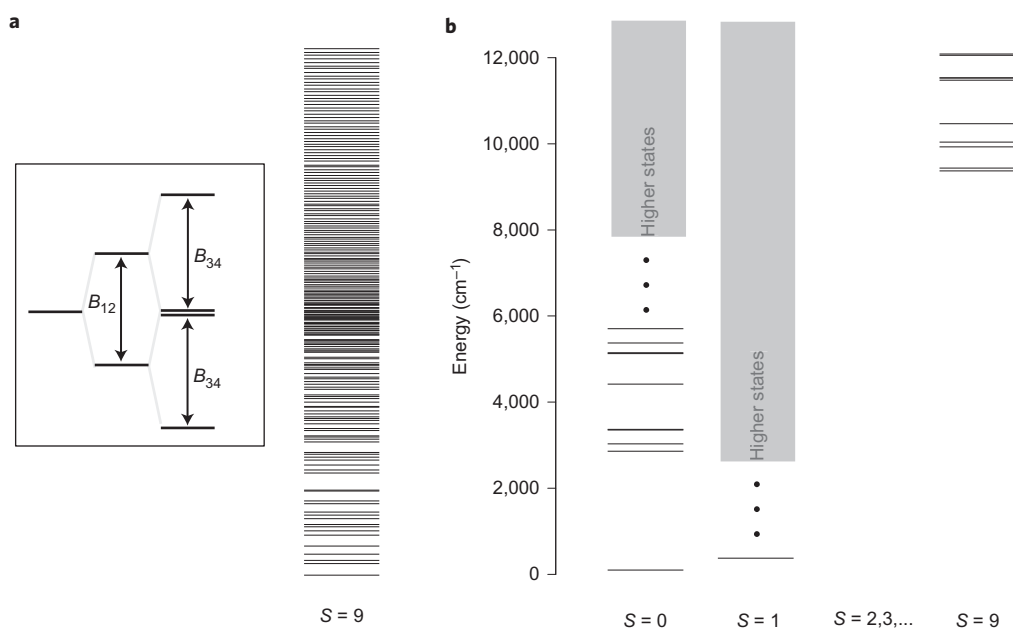 a
B12
B34
B34
S = 9
b
Energy (cm−1)
12,000
10,000
8,000
6,000
4,000
2,000
0
Higher states
Higher states
S = 0
S = 1
S = 2,3,...
S = 9